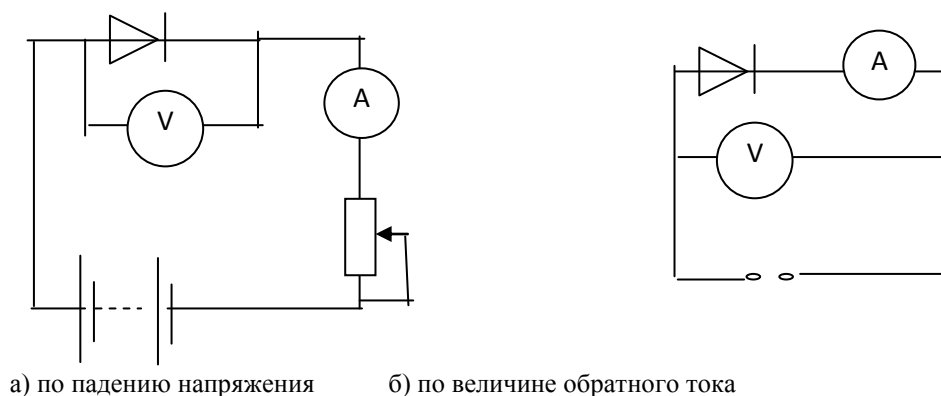 A
V
A
V
а) по падению напряжения б) по величине обратного тока